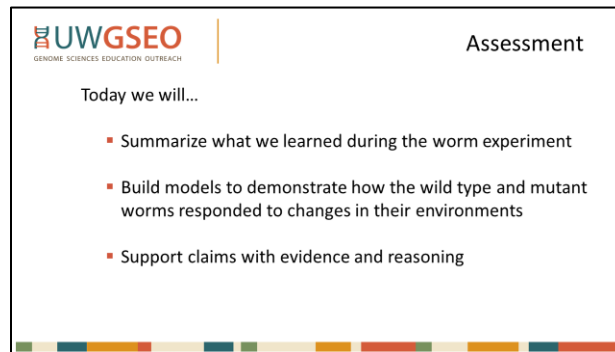 UWGSEO
GENOME SCIENCES EDUCATION OUTREACH
Assessment
Today we will...
▪ Summarize what we learned during the worm experiment
▪ Build models to demonstrate how the wild type and mutant
worms responded to changes in their environments
▪ Support claims with evidence and reasoning